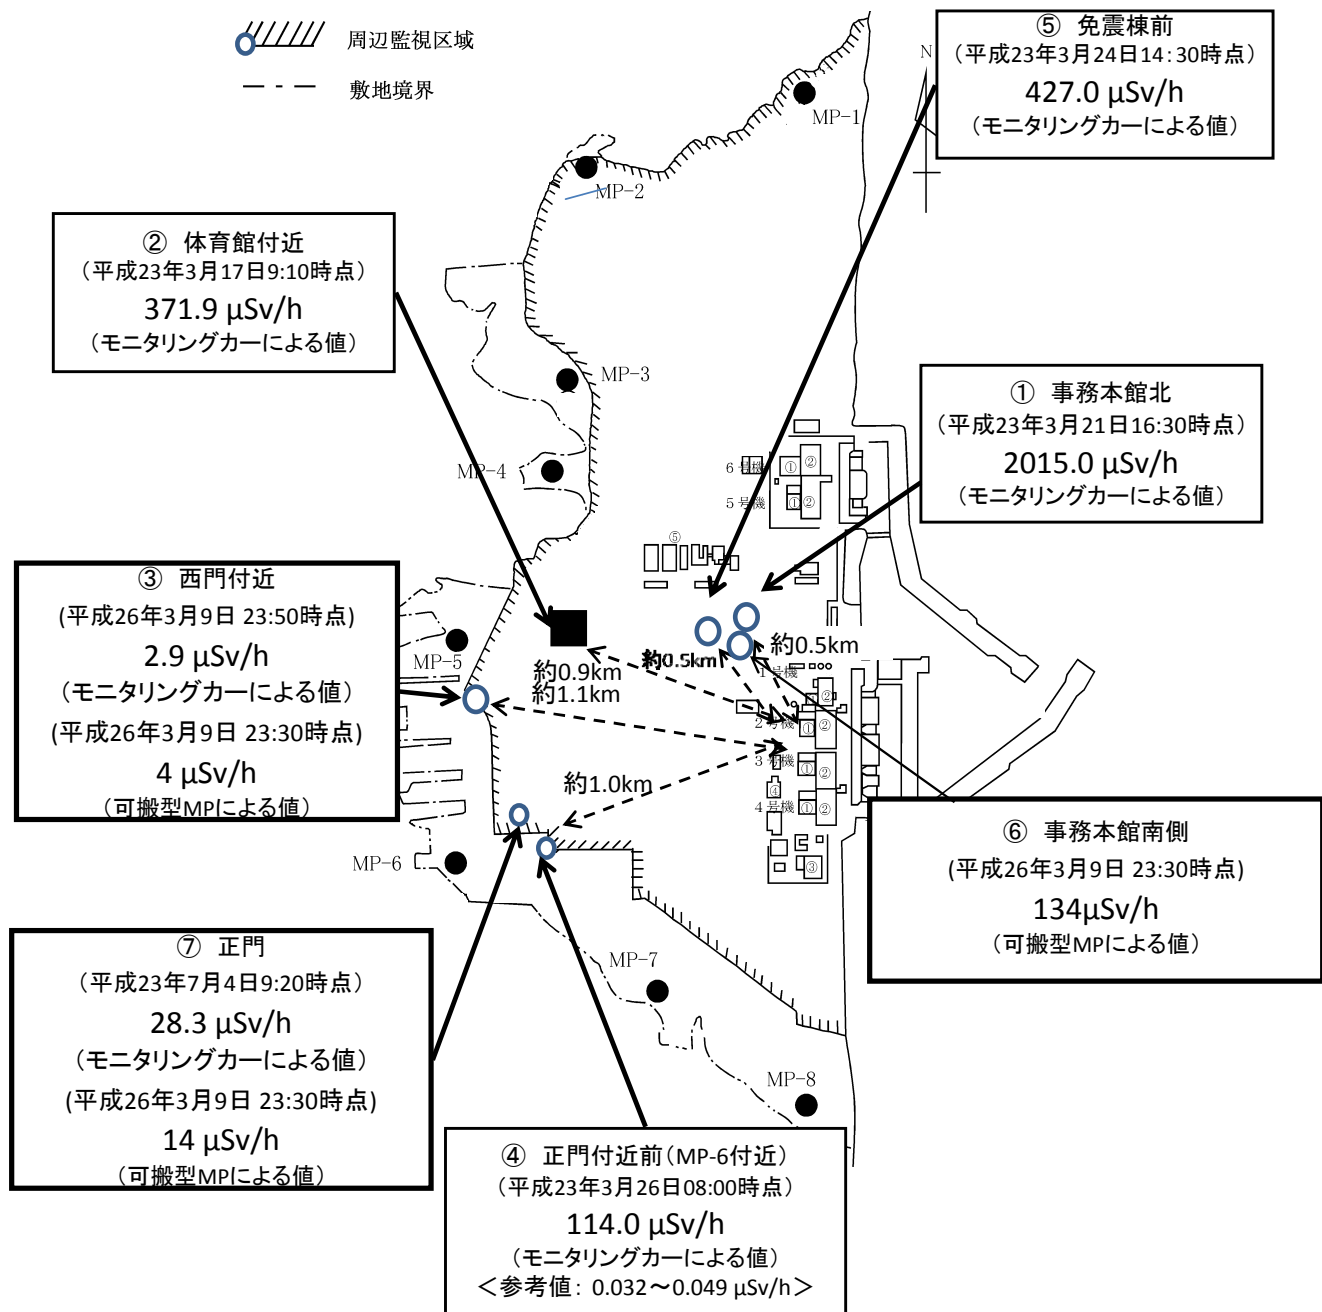 周辺監視区域
敷地境界
⑤ 免震棟前
（平成23年3月24日14:30時点）
427.0 μSv/h
（モニタリングカーによる値）
N
MP-1
MP-2
② 体育館付近
（平成23年3月17日9:10時点）
371.9 μSv/h
（モニタリングカーによる値）
MP-3
① 事務本館北
（平成23年3月21日16:30時点）
2015.0 μSv/h
（モニタリングカーによる値）
MP-4
6号機
①
②
5号機
①
②
⑤
③ 西門付近
(平成26年3月9日 23:50時点)
2.9 μSv/h
（モニタリングカーによる値）
(平成26年3月9日 23:30時点)
4 μSv/h
（可搬型MPによる値）
MP-5
約0.9km
約1.1km
約0.5km
約0.5km
1号機
②
2号機
①
②
3号機
①
②
④
4号機
①
②
③
約1.0km
MP-6
⑥ 事務本館南側
(平成26年3月9日 23:30時点)
134μSv/h
（可搬型MPによる値）
⑦ 正門
（平成23年7月4日9:20時点）
28.3 μSv/h
（モニタリングカーによる値）
(平成26年3月9日 23:30時点)
14 μSv/h
（可搬型MPによる値）
MP-7
MP-8
④ 正門付近前（MP-6付近）
（平成23年3月26日08:00時点）
114.0 μSv/h
（モニタリングカーによる値）
＜参考値: 0.032～0.049 μSv/h＞